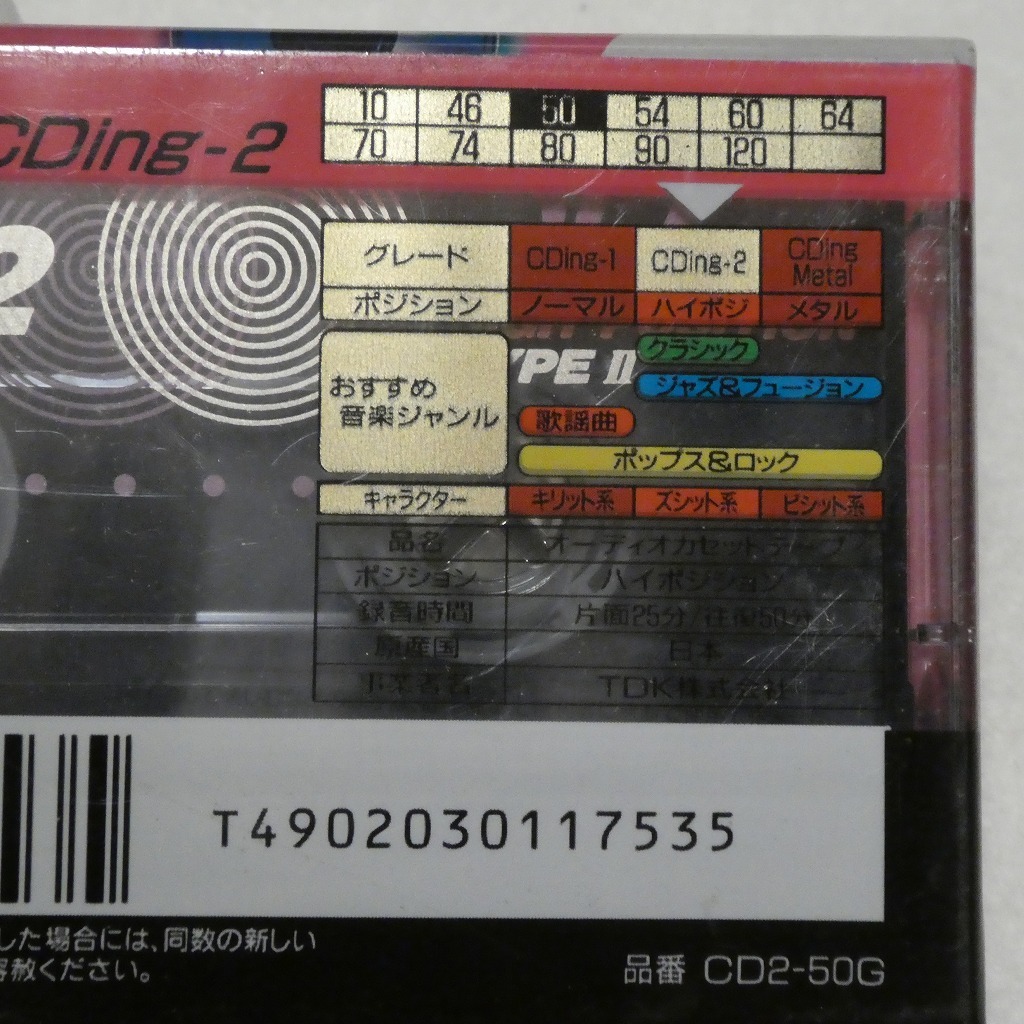 CDing-2
10 46 50 54 60 64
70 74 80 90 120
2
グレード CDing-1 CDing-2 CDing Metal
ポジション ノーマル ハイポジ メタル
おすすめ
音楽ジャンル
クラシック
TYPE II
ジャズ&フュージョン
歌謡曲
ポップス&ロック
キャラクター キリット系 ズシット系 ビシット系
品名 オーディオカセットテープ
ポジション ハイポジション
録音時間 片面25分/往復50分
原産国 日本
事業者名 TDK株式会社
T4902030117535
した場合には、同数の新しい
容赦ください。
品番 CD2-50G